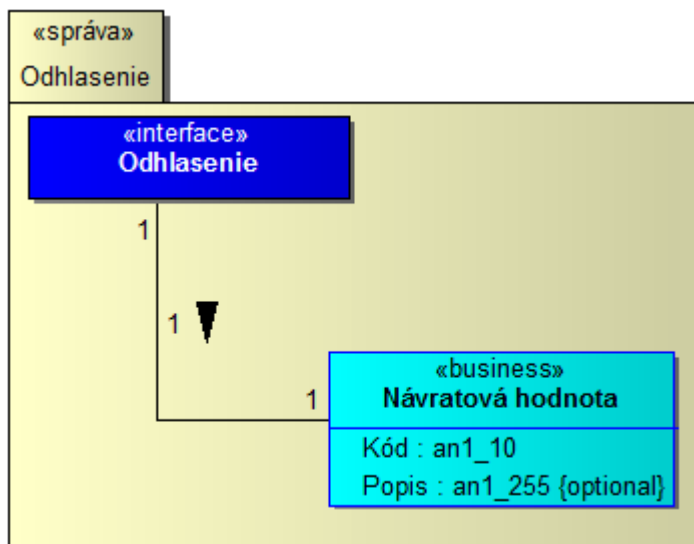 «správa»
Odhlasenie
«interface»
Odhlasenie
1
1
1
«business»
Návratová hodnota
Kód : an1_10
Popis : an1_255 {optional}